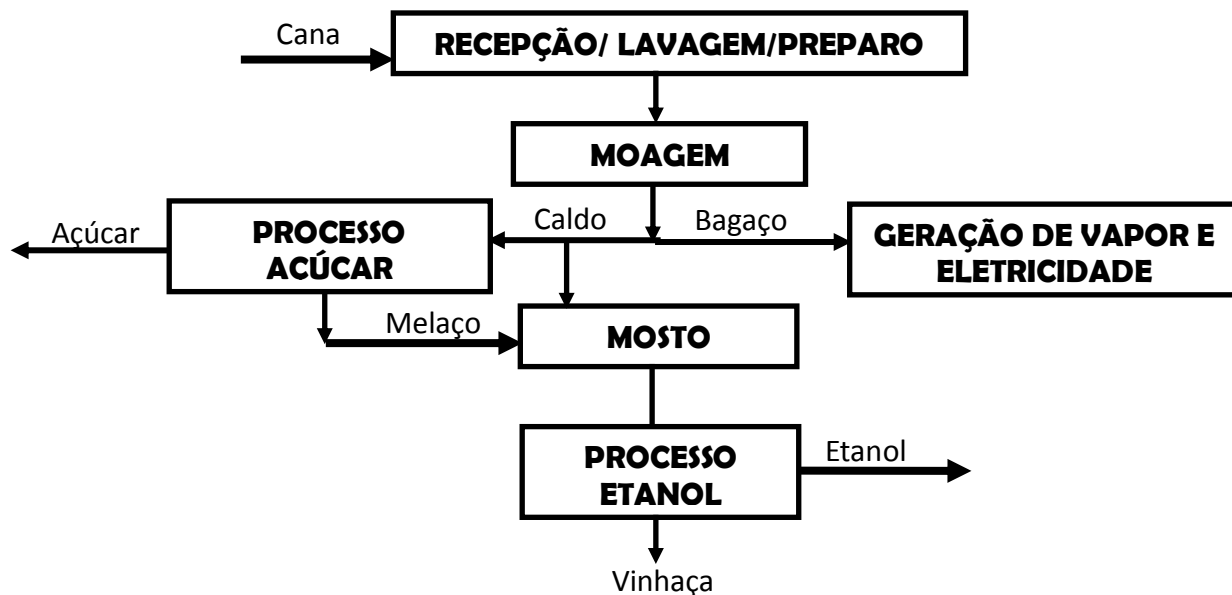 Cana
RECEPÇÃO/ LAVAGEM/PREPARO
MOAGEM
Açúcar
PROCESSO
ACÚCAR
Caldo
Bagaço
GERAÇÃO DE VAPOR E
ELETRICIDADE
Melaço
MOSTO
PROCESSO
ETANOL
Etanol
Vinhaça